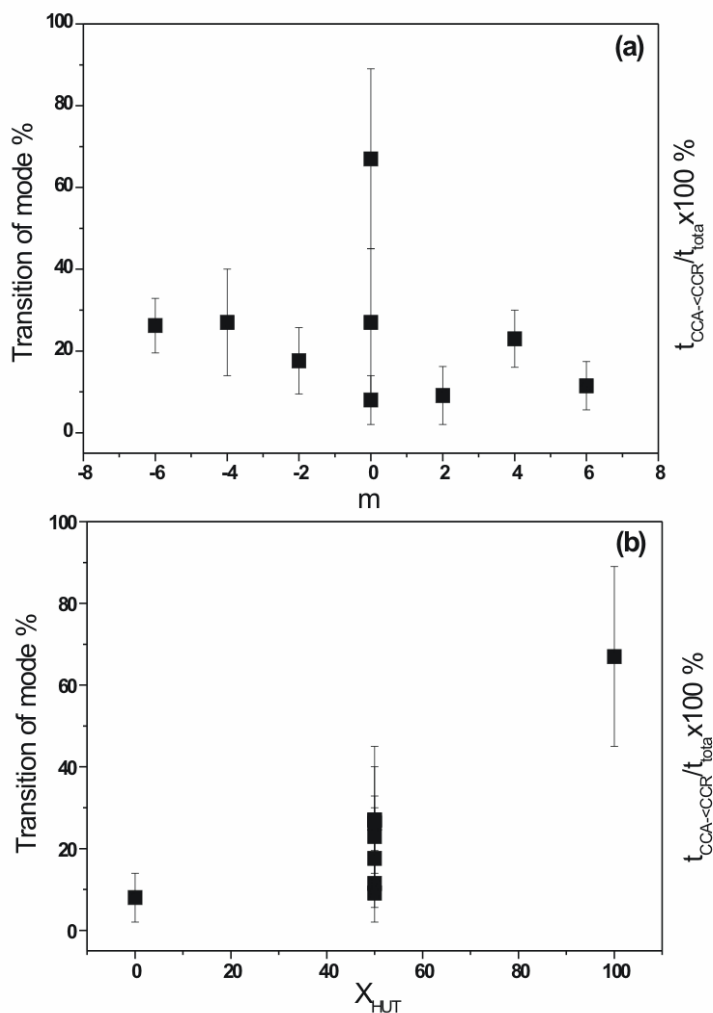 100
80
60
40
20
0
Transition of mode %
(a)
t_CCA-<CCR/t_total x100 %
-8 -6 -4 -2 0 2 4 6 8
m
100
80
60
40
20
0
Transition of mode %
(b)
t_CCA-<CCR/t_tota x100 %
0 20 40 60 80 100
X_HUT